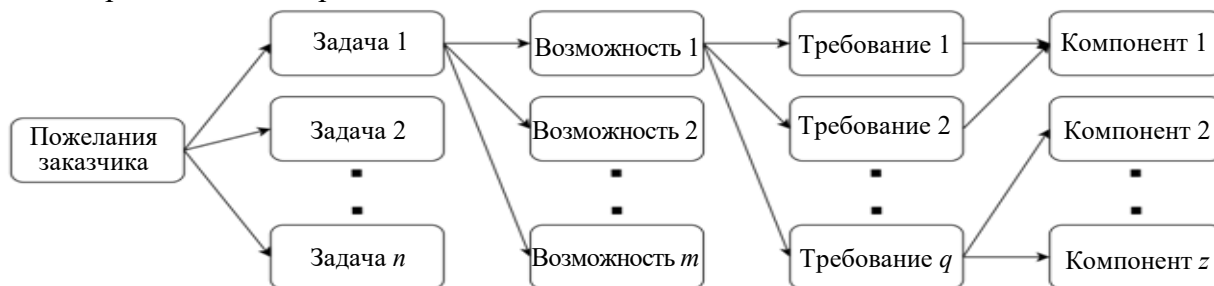 Пожелания
заказчика
Задача 1
Задача 2
Задача n
Возможность 1
Возможность 2
Возможность m
Требование 1
Требование 2
Требование q
Компонент 1
Компонент 2
Компонент z